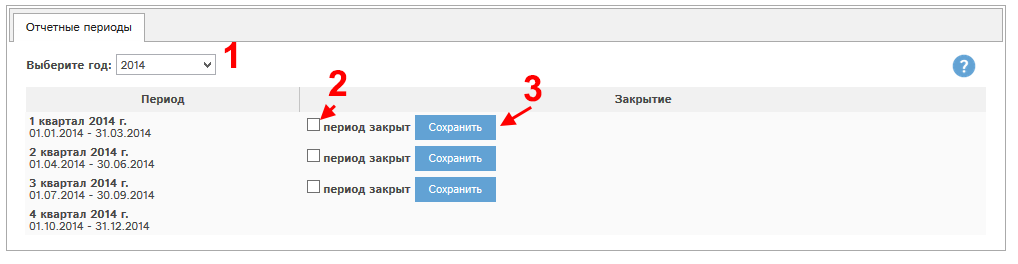 Отчетные периоды
Выберите год: 2014 1
?
2 3
Период Закрытие
1 квартал 2014 г.
01.01.2014 - 31.03.2014
период закрыт Сохранить
2 квартал 2014 г.
01.04.2014 - 30.06.2014
период закрыт Сохранить
3 квартал 2014 г.
01.07.2014 - 30.09.2014
период закрыт Сохранить
4 квартал 2014 г.
01.10.2014 - 31.12.2014